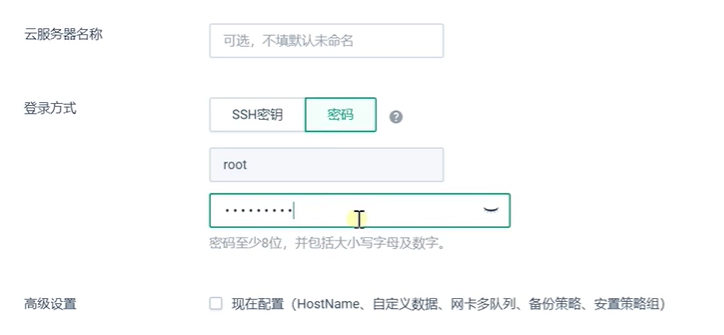 云服务器名称
可选，不填默认未命名
登录方式
SSH密钥 密码 ?
root
•••••••••
密码至少8位，并包括大小写字母及数字。
高级设置
现在配置（HostName、自定义数据、网卡多队列、备份策略、安置策略组）